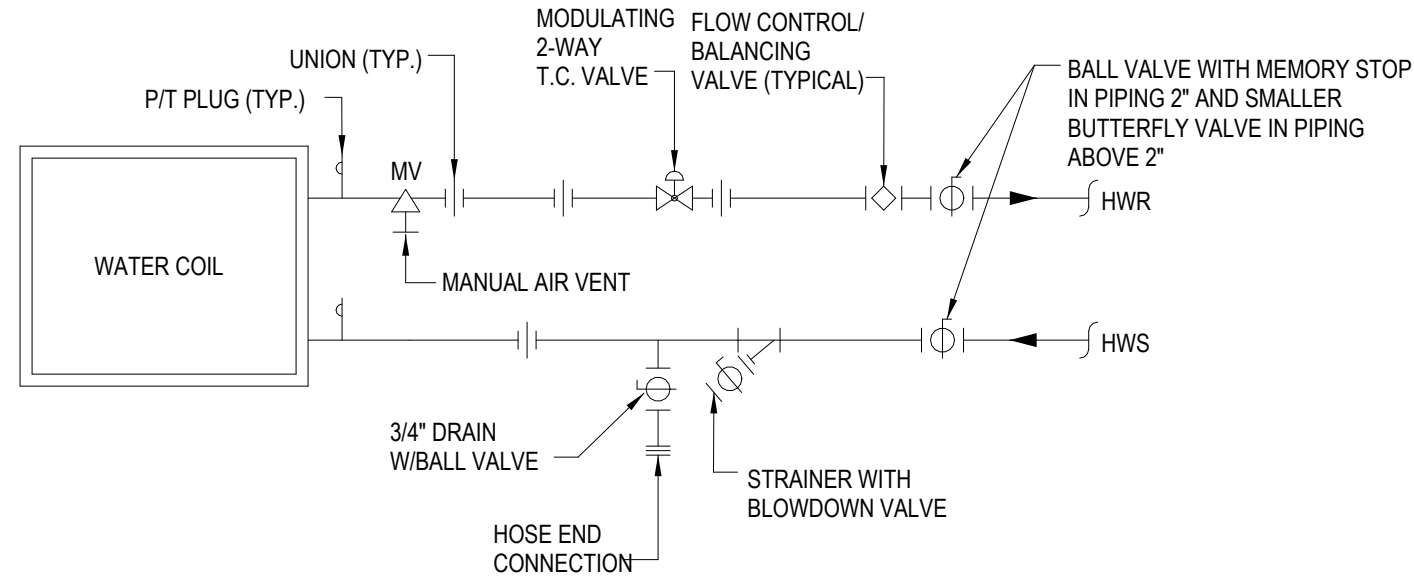 MODULATING
2-WAY
T.C. VALVE
FLOW CONTROL/
BALANCING
VALVE (TYPICAL)
UNION (TYP.)
P/T PLUG (TYP.)
BALL VALVE WITH MEMORY STOP
IN PIPING 2" AND SMALLER
BUTTERFLY VALVE IN PIPING
ABOVE 2"
MV
HWR
WATER COIL
MANUAL AIR VENT
HWS
3/4" DRAIN
W/BALL VALVE
STRAINER WITH
BLOWDOWN VALVE
HOSE END
CONNECTION